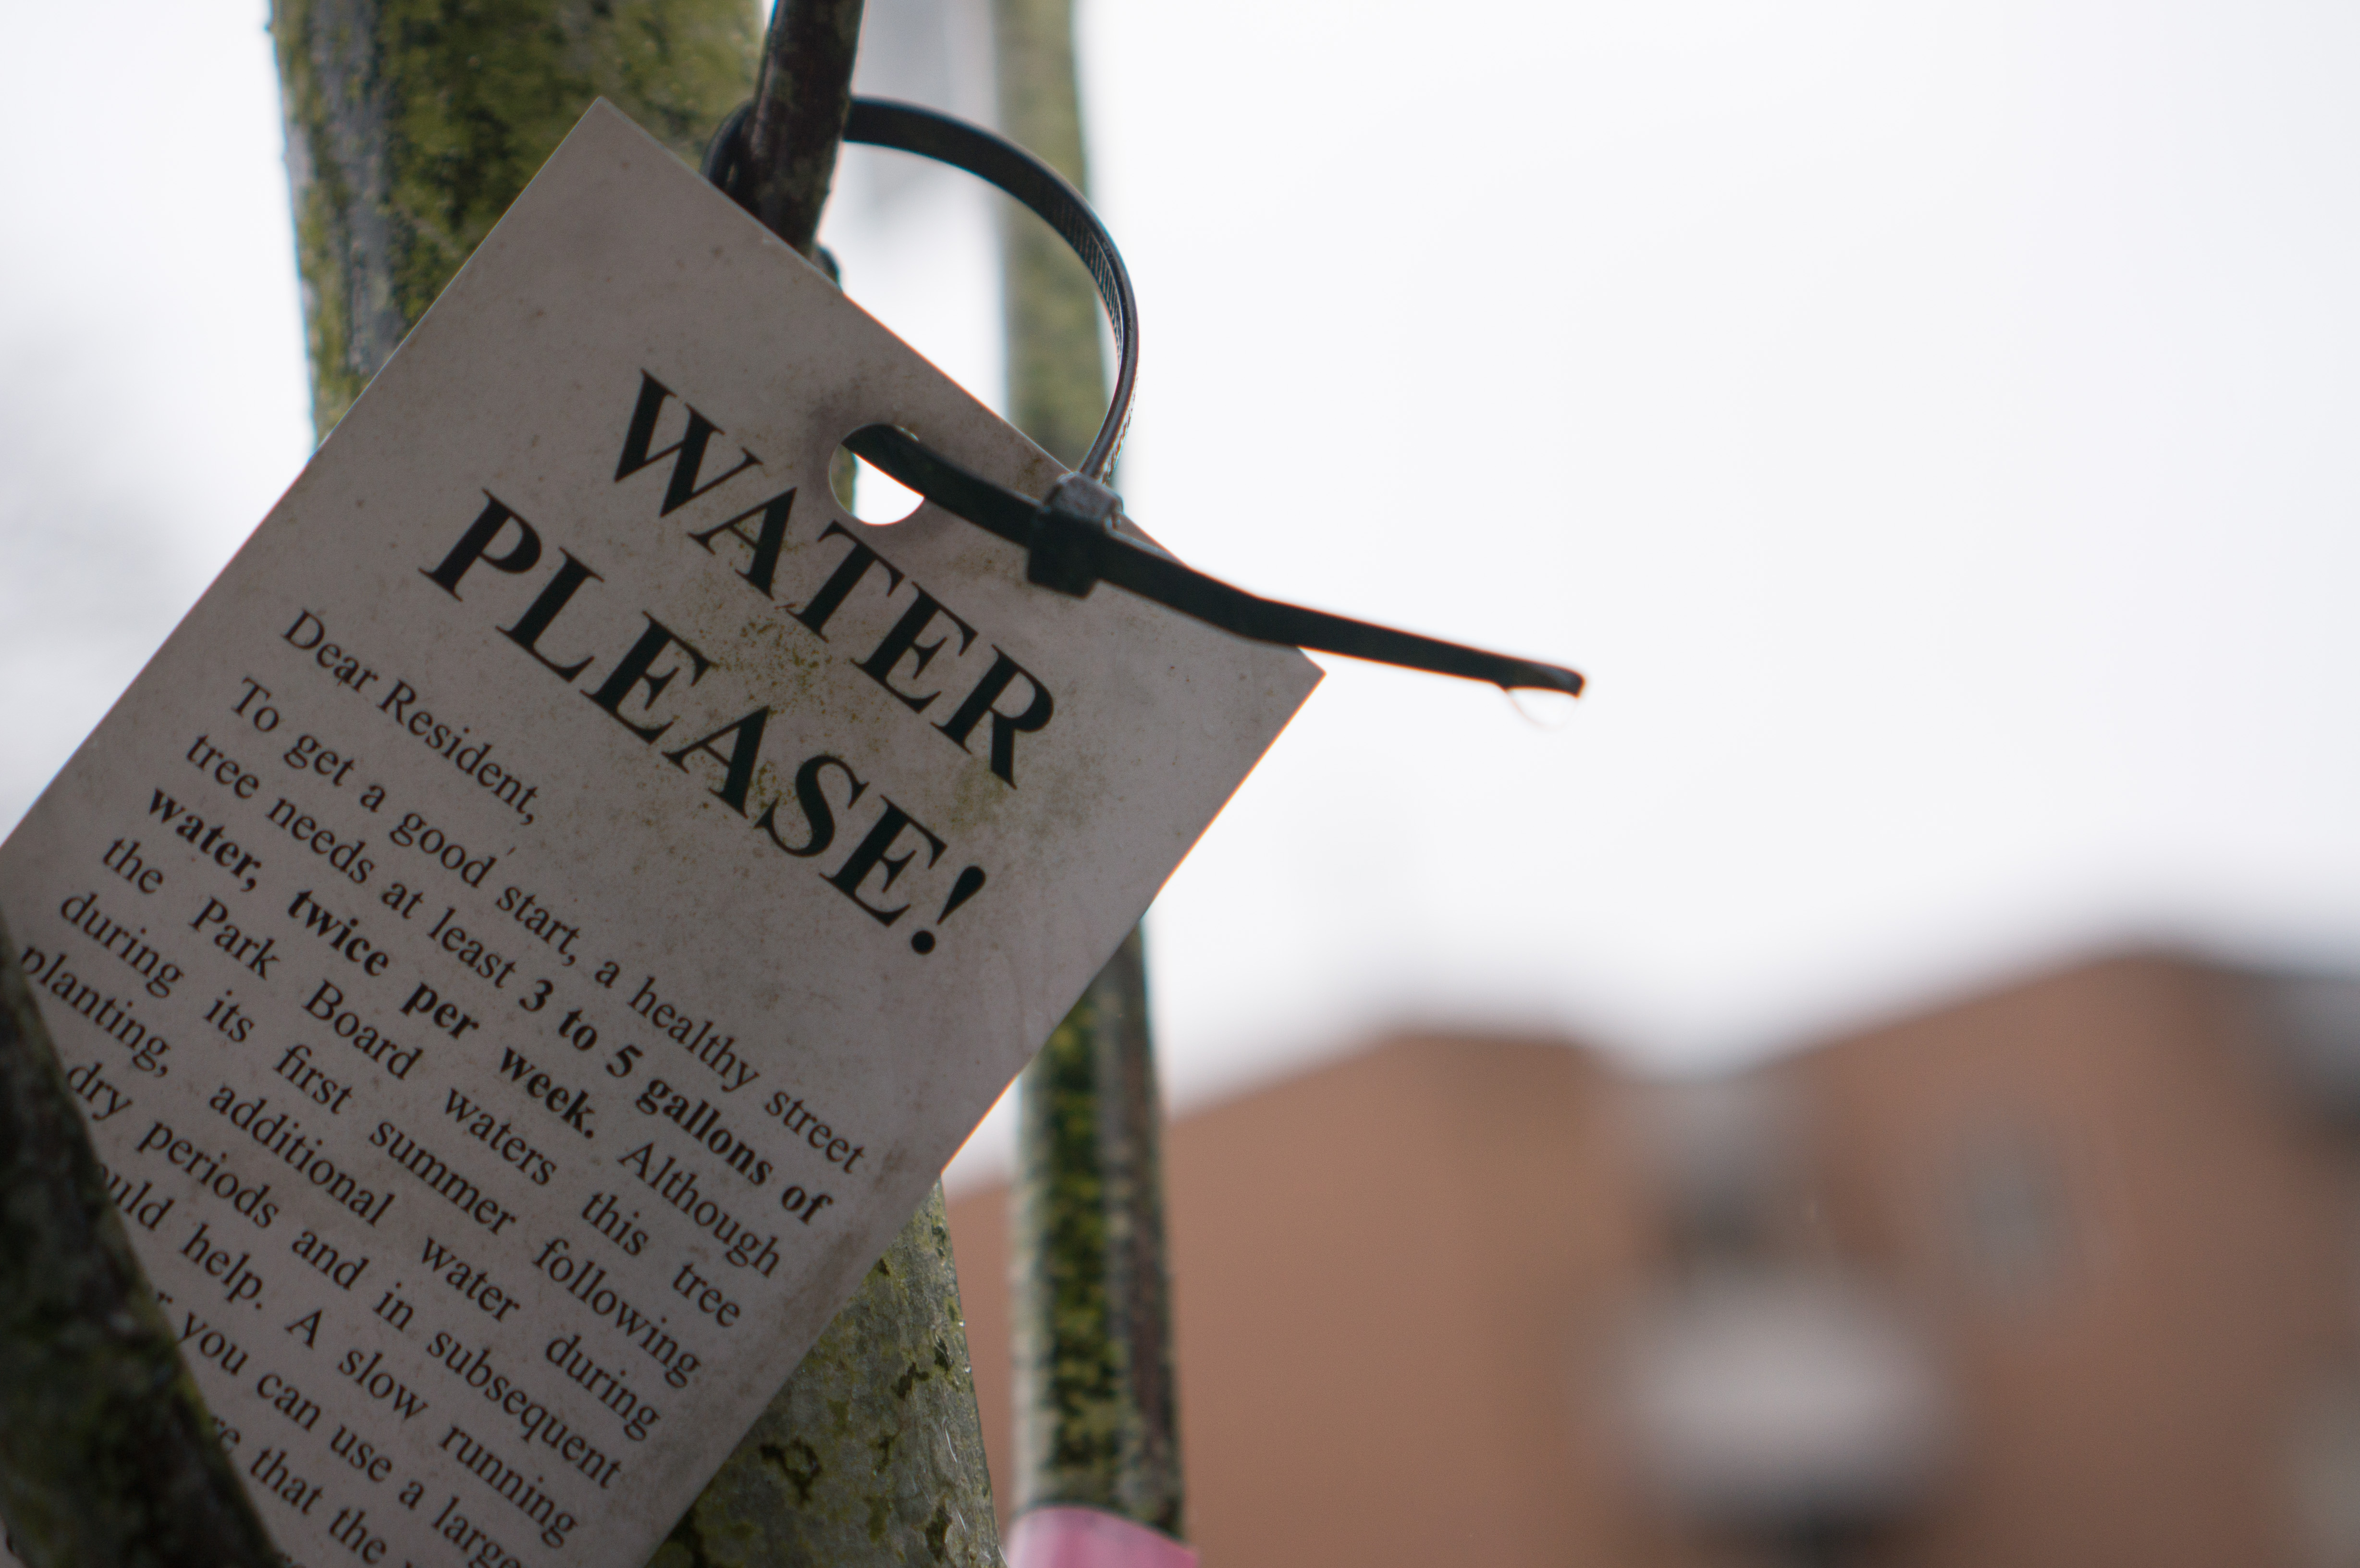 WATER
PLEASE!
Dear Resident,
To get a good start, a healthy street
tree needs at least 3 to 5 gallons of
water, twice per week. Although
the Park Board waters this tree
during its first summer following
planting, additional water during
dry periods and in subsequent
help. A slow running
you can use a large
that the